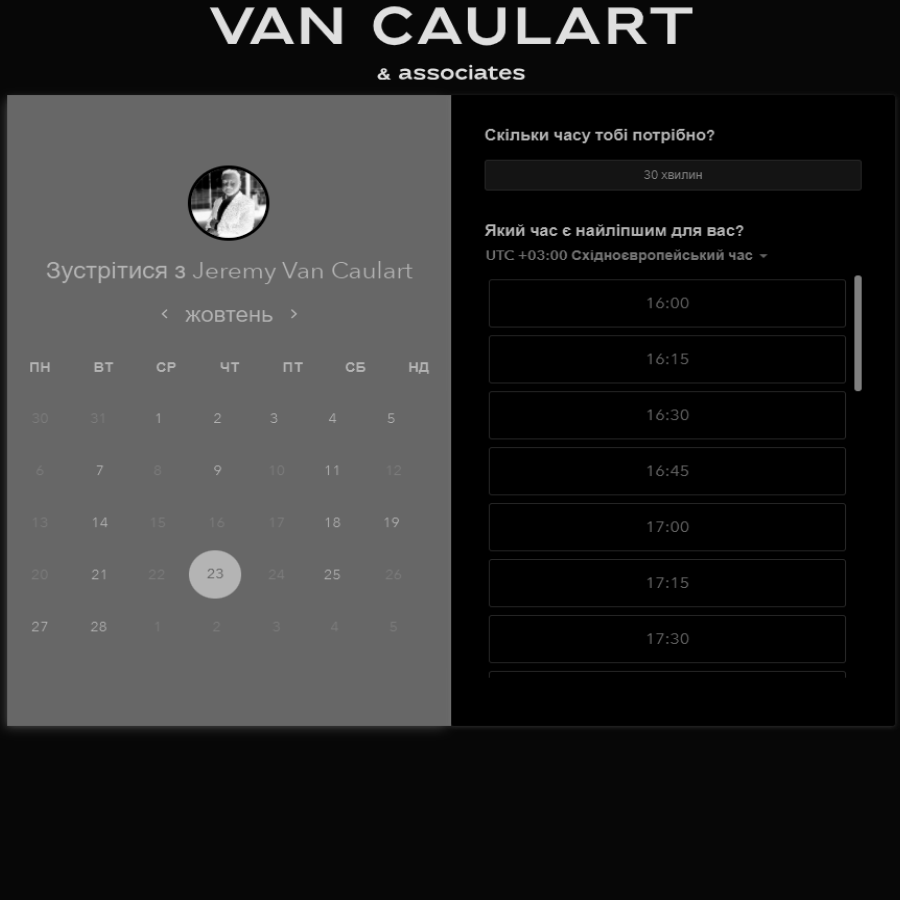 VAN CAULART
& associates
Зустрітися з Jeremy Van Caulart
жовтень
ПН ВТ СР ЧТ ПТ СБ НД
30 31 1 2 3 4 5
6 7 8 9 10 11 12
13 14 15 16 17 18 19
20 21 22 23 24 25 26
27 28 1 2 3 4 5
Скільки часу тобі потрібно?
30 хвилин
Який час є найліпшим для вас?
UTC +03:00 Східноєвропейський час
16:00
16:15
16:30
16:45
17:00
17:15
17:30